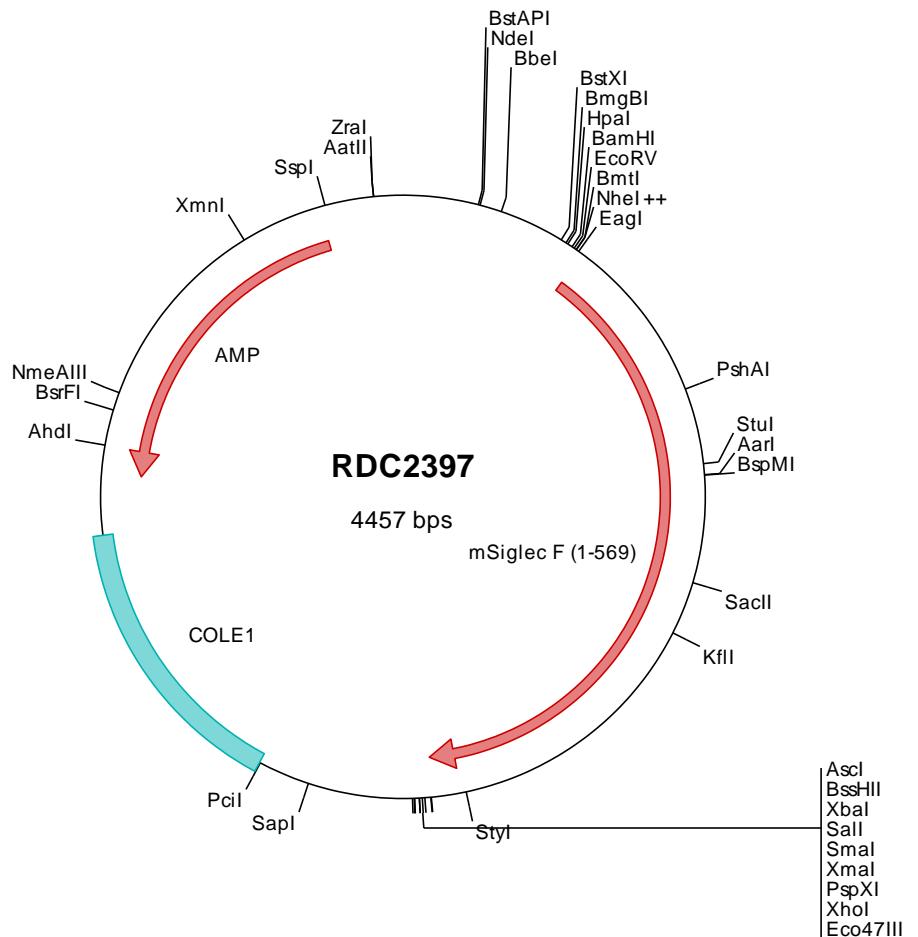 BstAPI
NdeI
BbeI
BstXI
BmgBI
HpaI
BamHI
EcoRV
BmtI
NheI ++
EagI
ZraI
AatII
SspI
XmnI
AMP
NmeAIII
BsrFI
AhdI
PshAI
StuI
AarI
BspMI
RDC2397
4457 bps
mSiglec F (1-569)
SacII
KflI
COLE1
PciI
SapI
StyI
AscI
BssHII
XbaI
SalI
SmaI
XmaI
PspXI
XhoI
Eco47III